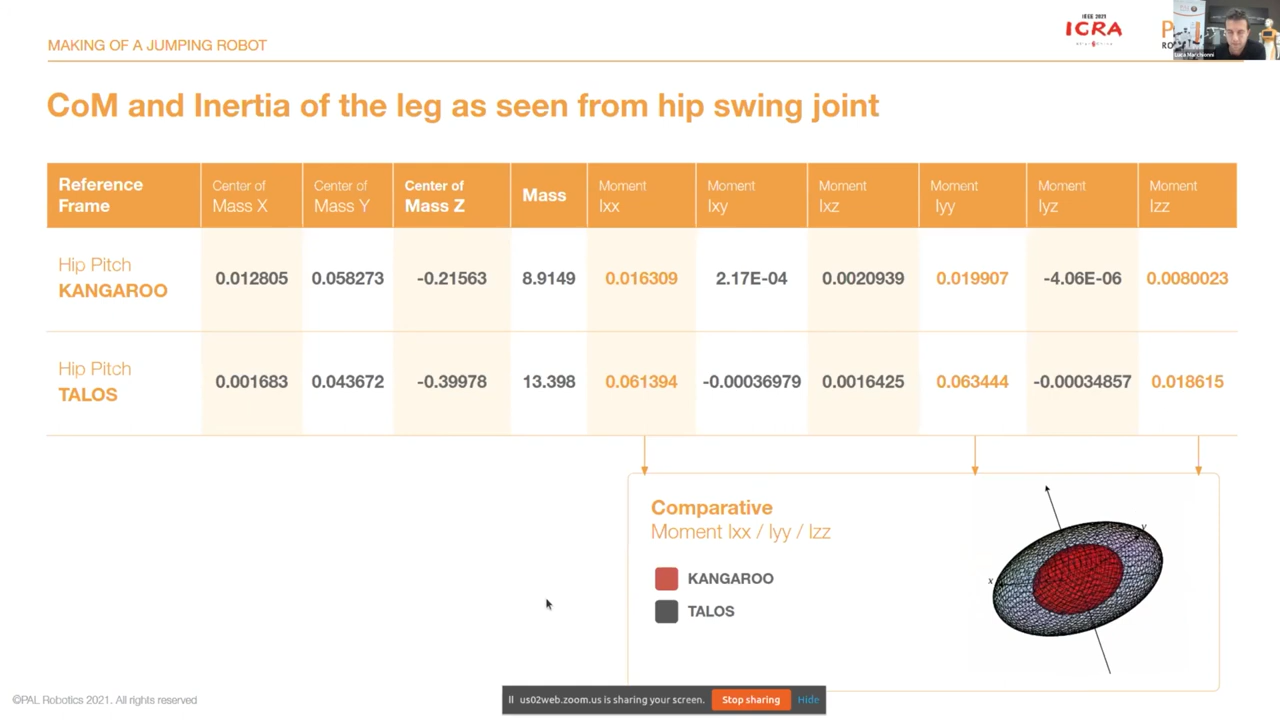 MAKING OF A JUMPING ROBOT
IEEE 2021
ICRA
Luca Marchionni
CoM and Inertia of the leg as seen from hip swing joint
Reference Frame
Center of Mass X
Center of Mass Y
Center of Mass Z
Mass
Moment Ixx
Moment Ixy
Moment Ixz
Moment Iyy
Moment Iyz
Moment Izz
Hip Pitch KANGAROO
0.012805 0.058273 -0.21563 8.9149 0.016309 2.17E-04 0.0020939 0.019907 -4.06E-06 0.0080023
Hip Pitch TALOS
0.001683 0.043672 -0.39978 13.398 0.061394 -0.00036979 0.0016425 0.063444 -0.00034857 0.018615
Comparative
Moment Ixx / Iyy / Izz
KANGAROO
TALOS
x
y
©PAL Robotics 2021. All rights reserved
us02web.zoom.us is sharing your screen. Stop sharing Hide